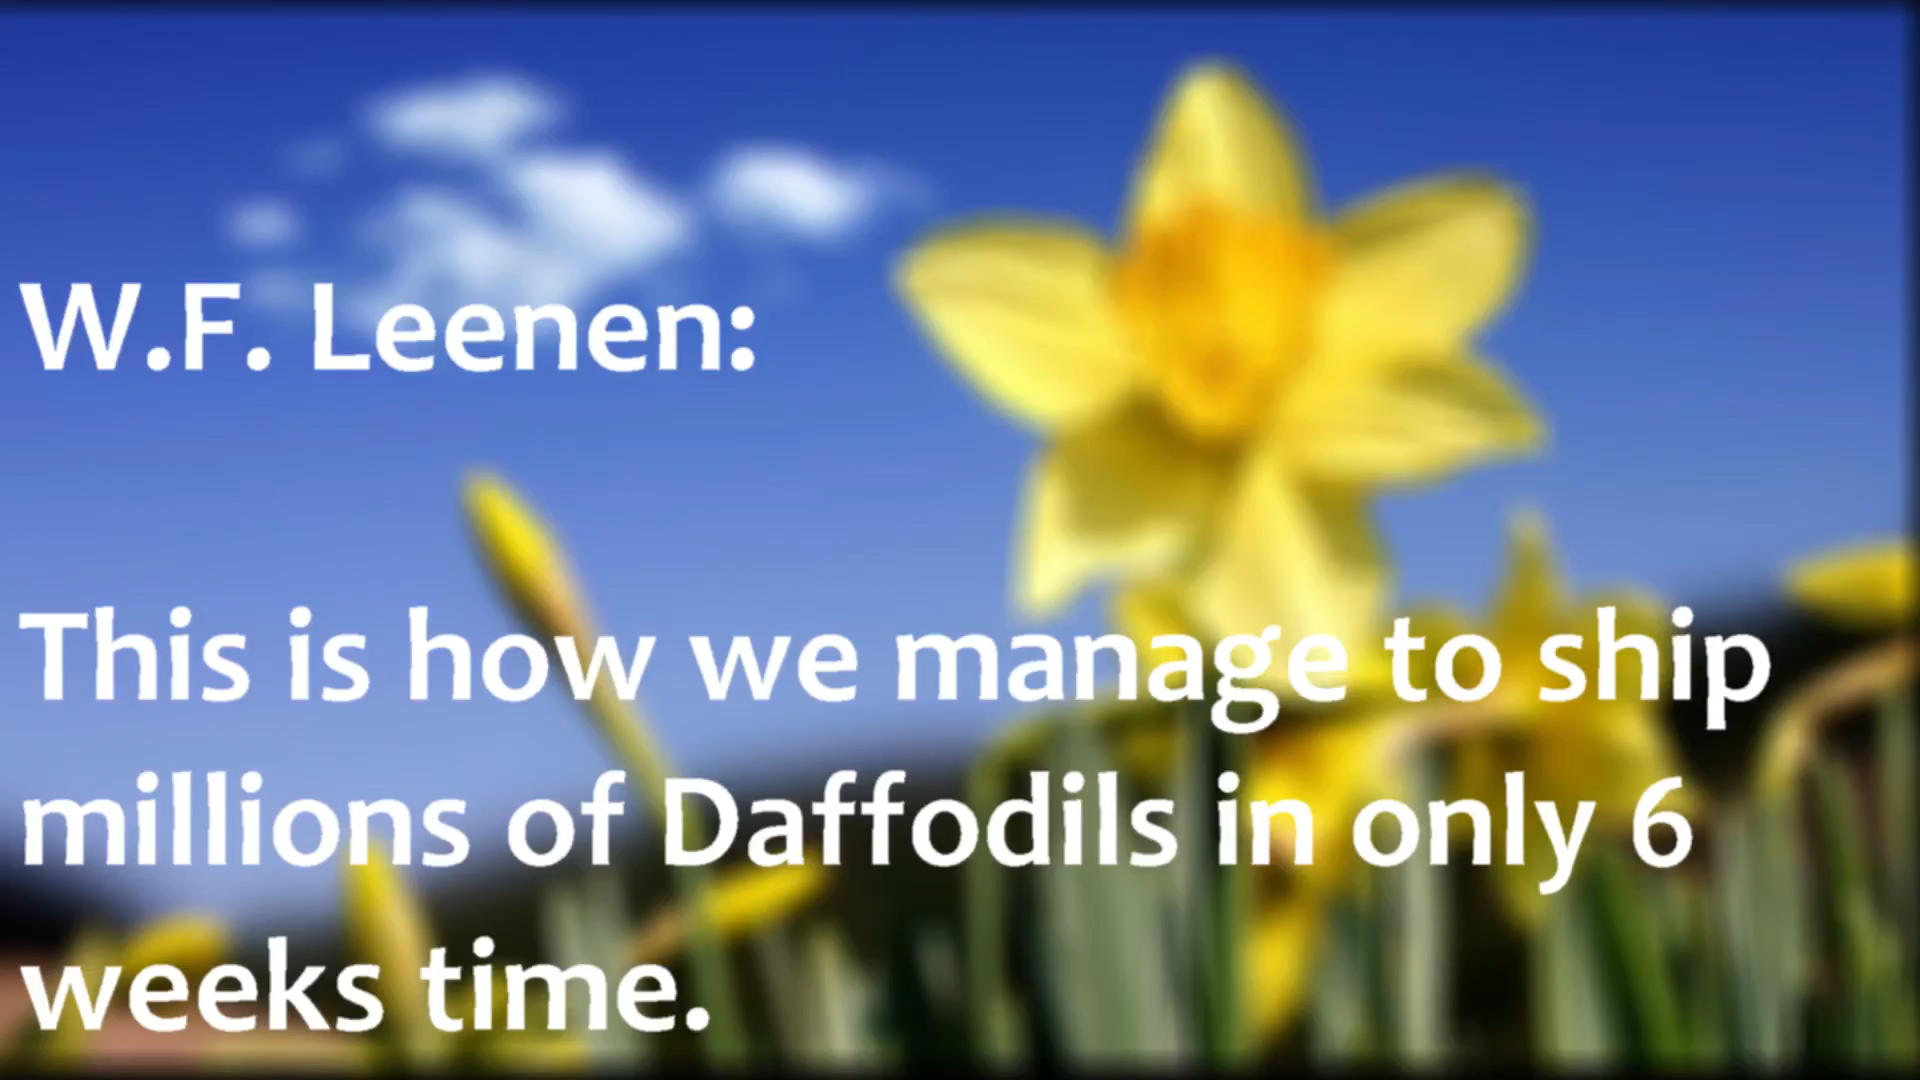 W.F. Leenen:
This is how we manage to ship
millions of Daffodils in only 6
weeks time.